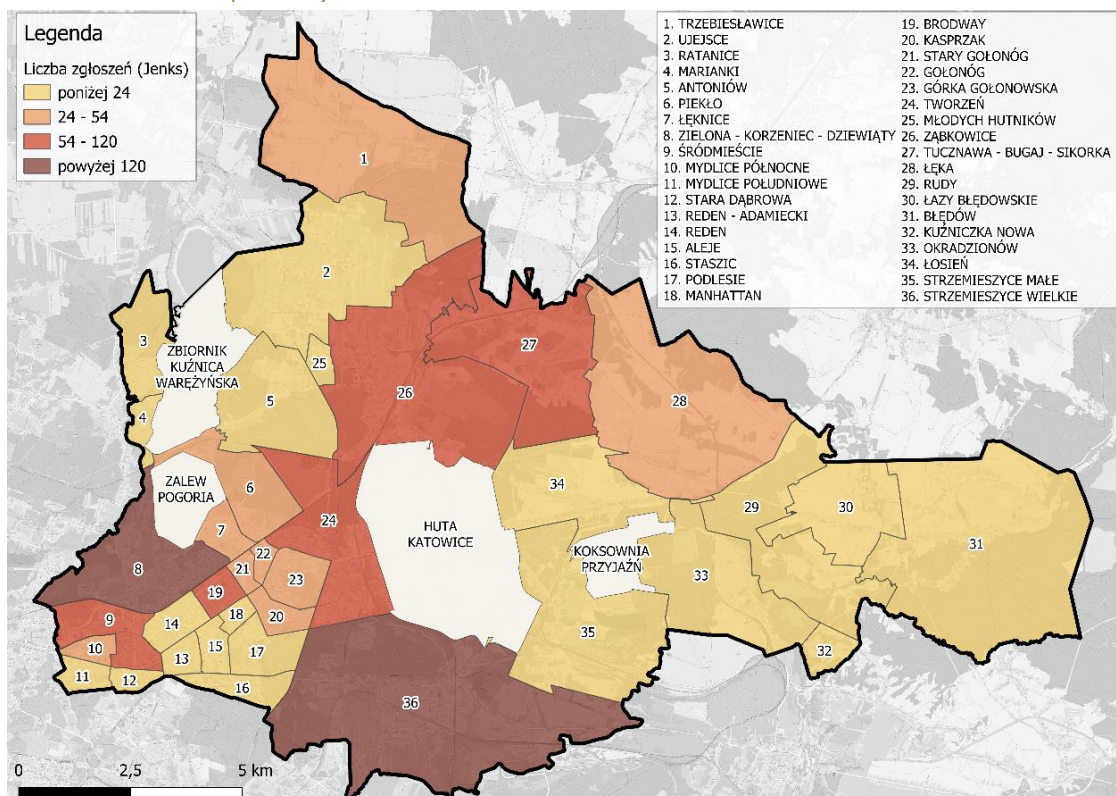 Legenda
Liczba zgłoszeń (Jenks)
poniżej 24
24 - 54
54 - 120
powyżej 120
1. TRZEBIESŁAWICE
2. UJEJSCE
3. RATANICE
4. MARIANKI
5. ANTONIÓW
6. PIEKŁO
7. ŁĘKNICE
8. ZIELONA - KORZENIEC - DZIEWIĄTY
9. ŚRÓDMIEŚCIE
10. MYDLICE PÓŁNOCNE
11. MYDLICE POŁUDNIOWE
12. STARA DĄBROWA
13. REDEN - ADAMIECKI
14. REDEN
15. ALEJE
16. STASZIC
17. PODLESIE
18. MANHATTAN
19. BRODWAY
20. KASPRZAK
21. STARY GOŁONÓG
22. GOŁONÓG
23. GÓRKA GOŁONOWSKA
24. TWORZEŃ
25. MŁODYCH HUTNIKÓW
26. ZĄBKOWICE
27. TUCZNAWA - BUGAJ - SIKORKA
28. ŁĘKA
29. RUDY
30. ŁAZY BŁĘDOWSKIE
31. BŁĘDÓW
32. KUŹNICZKA NOWA
33. OKRADZIONÓW
34. ŁOSIEŃ
35. STRZEMIESZYCE MAŁE
36. STRZEMIESZYCE WIELKIE
1
2
3
ZBIORNIK
KUŹNICA
WARĘŻYŃSKA
25
27
4
5
26
28
ZALEW
POGORIA
6
34
7
24
HUTA
KATOWICE
29
30
31
KOKSOWNIA
PRZYJAŹŃ
8
22
21
23
33
19
9
18
20
14
10
13
15
17
35
32
11
12
16
36
0
2,5
5 km